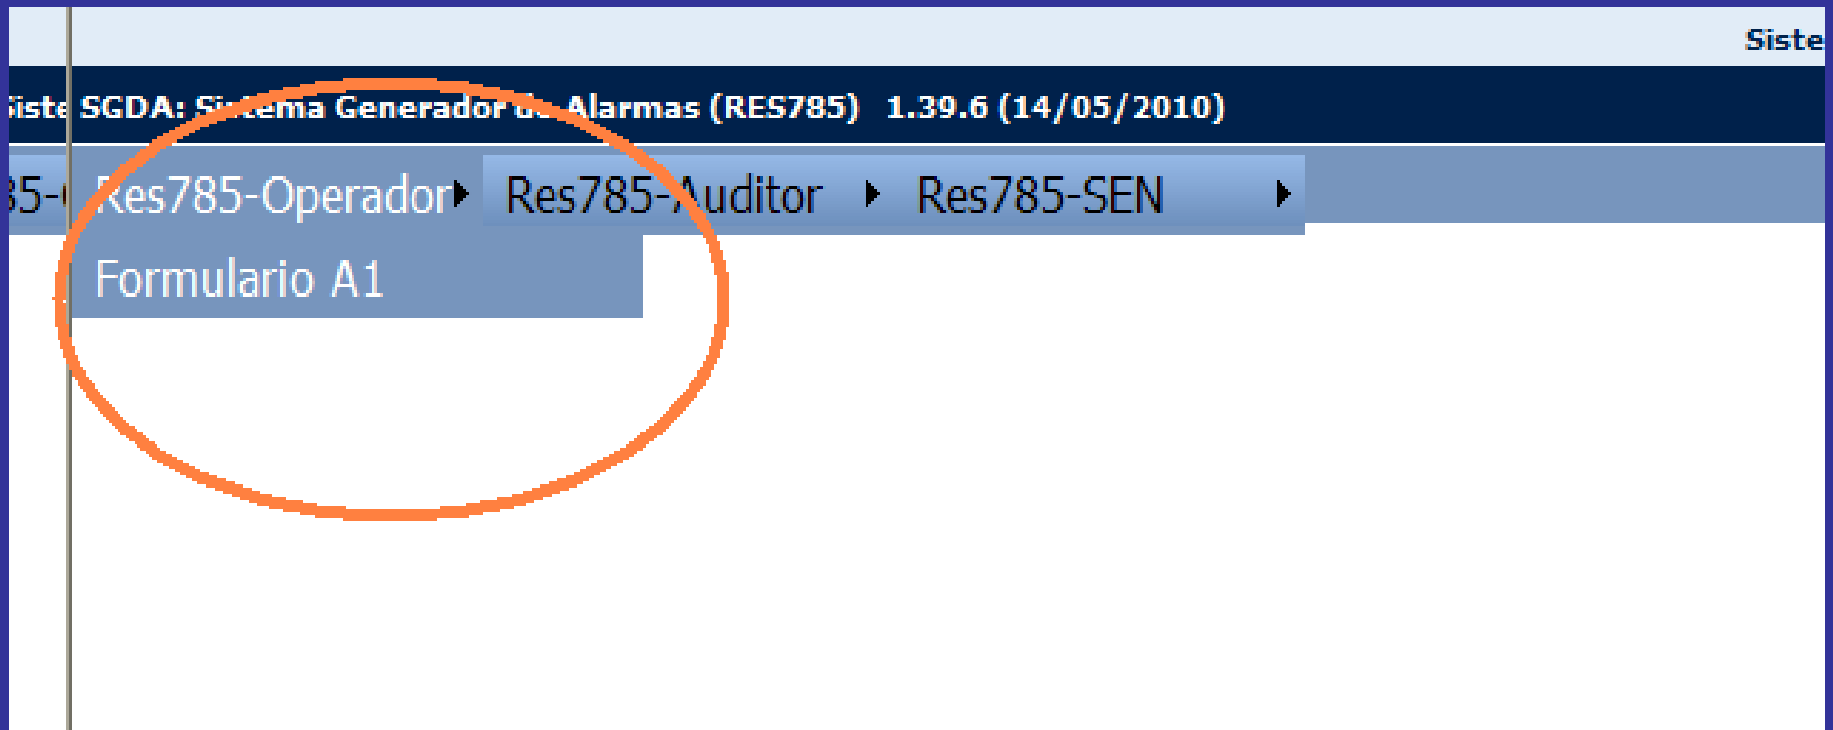 Siste
Siste SGDA: Sistema Generador de Alarmas (RES785) 1.39.6 (14/05/2010)
Res785-Operador Res785-Auditor Res785-SEN
Formulario A1